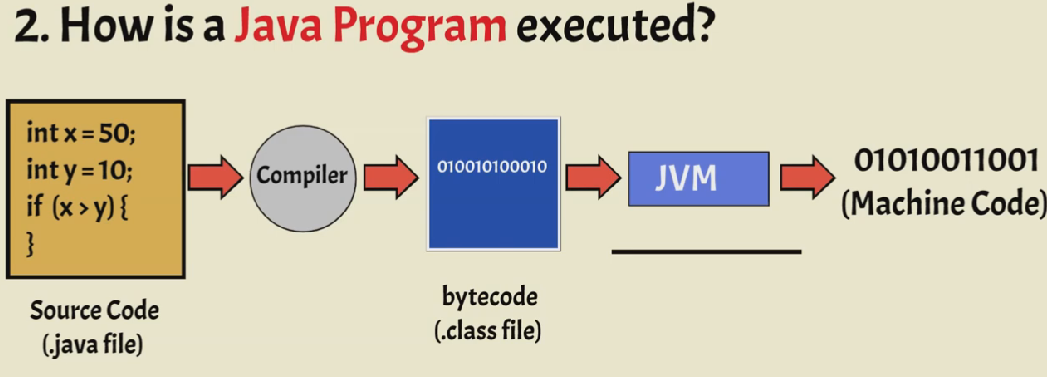 2. How is a Java Program executed?
int x = 50;
int y = 10;
if (x > y) {
}
Compiler
010010100010
JVM
01010011001
(Machine Code)
Source Code
(.java file)
bytecode
(.class file)